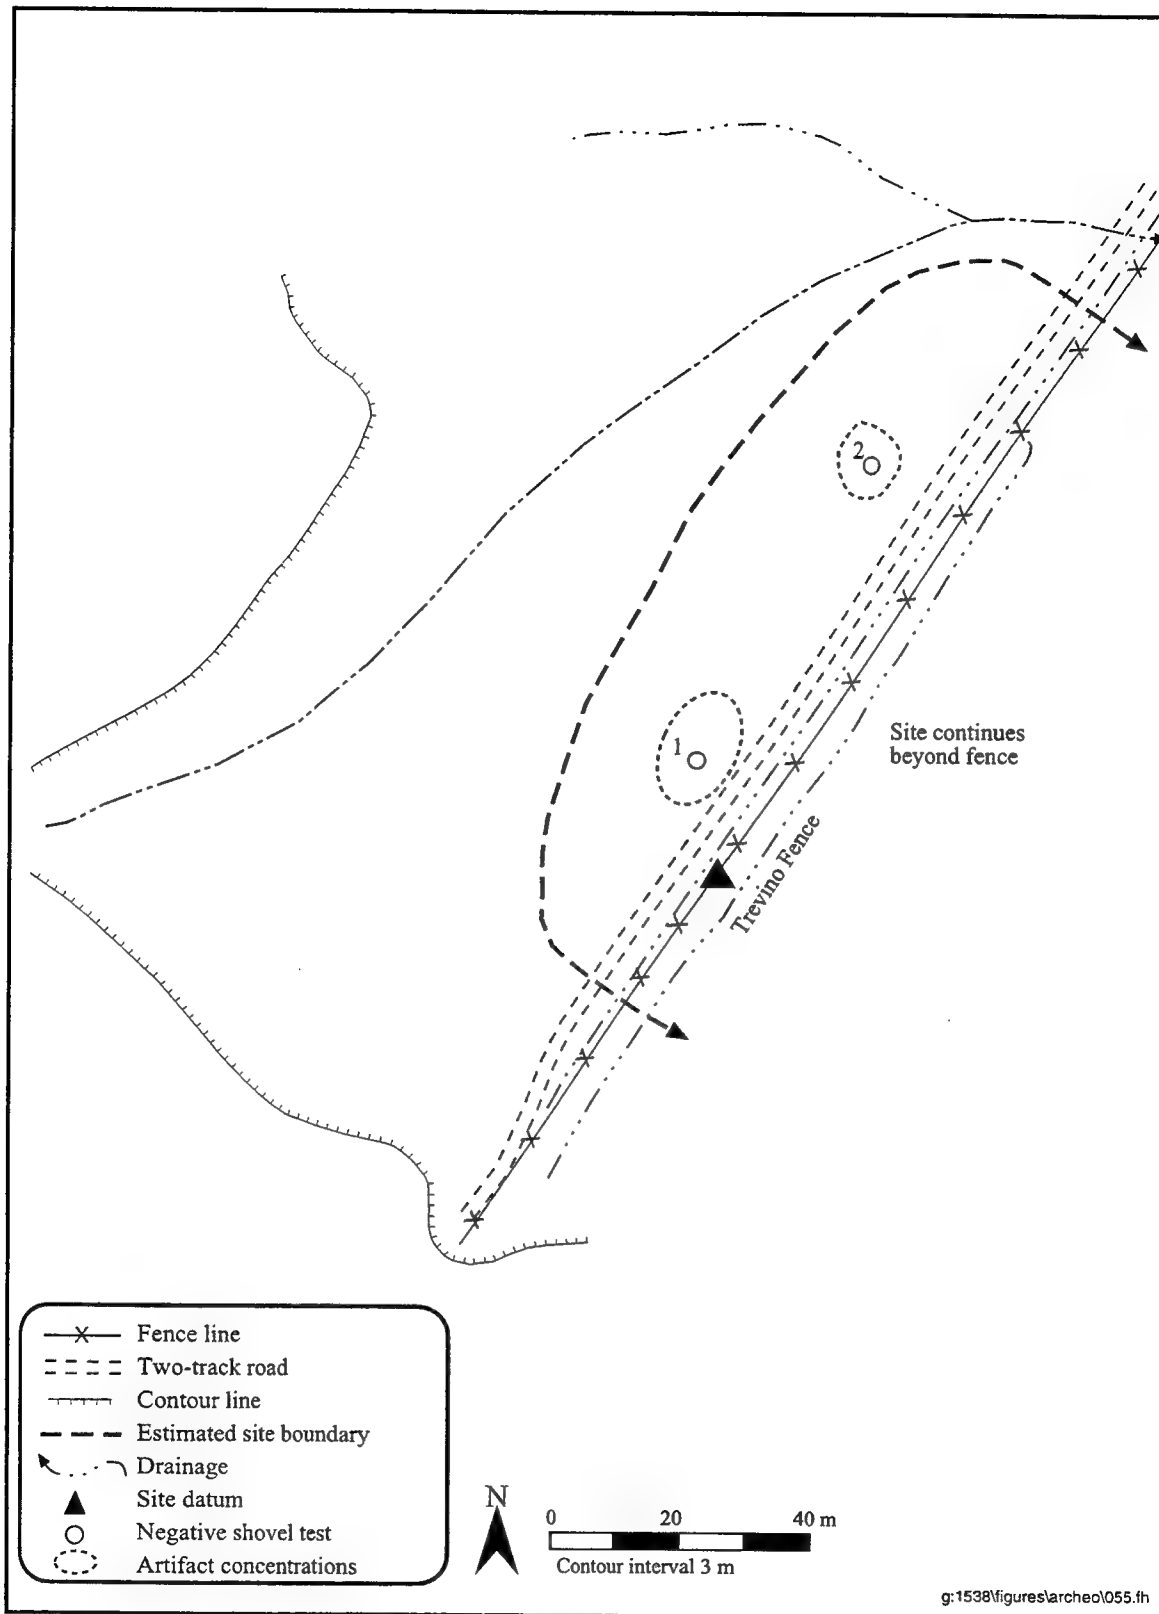 2
1
Site continues
beyond fence
Trevino Fence
Fence line
Two-track road
Contour line
Estimated site boundary
Drainage
Site datum
Negative shovel test
Artifact concentrations
N
0 20 40 m
Contour interval 3 m
g:1538\figures\archeo\055.fh